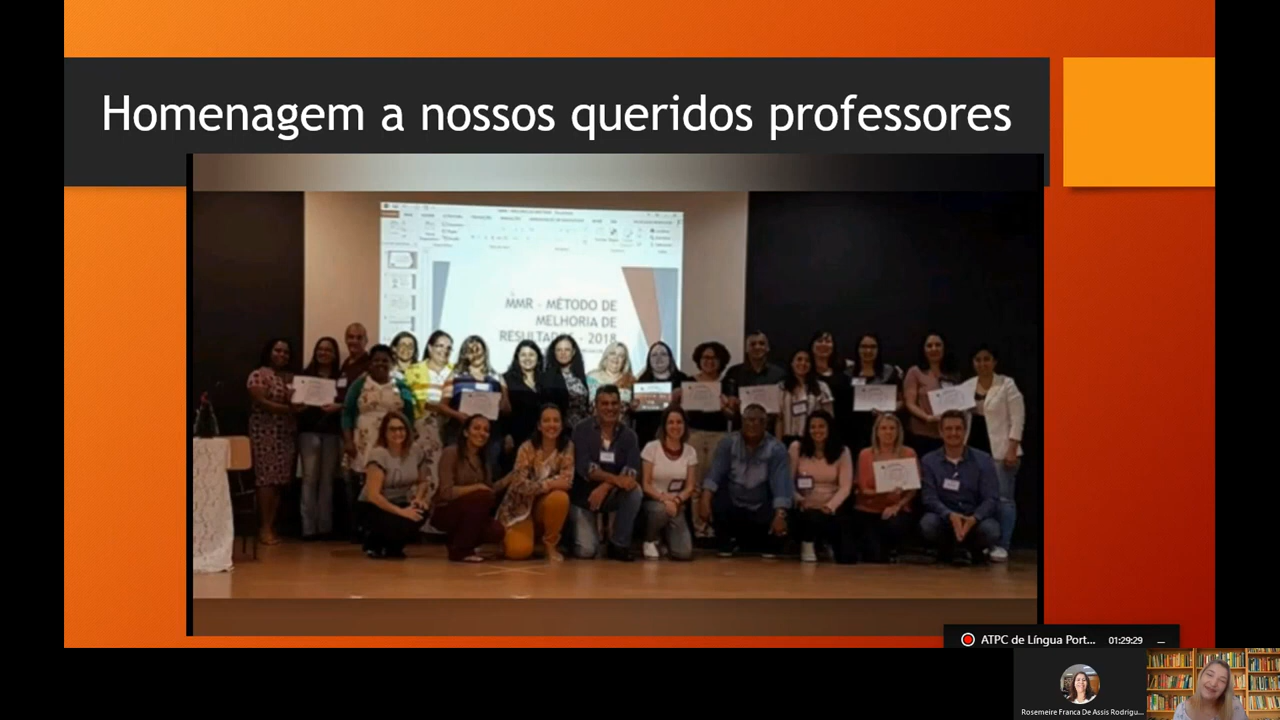 Homenagem a nossos queridos professores
MMR - MÉTODO DE
MELHORIA DE
RESULTADOS - 2018
ATPC de Língua Port... 01:29:29
Rosemeire Franca De Assis Rodrigu...